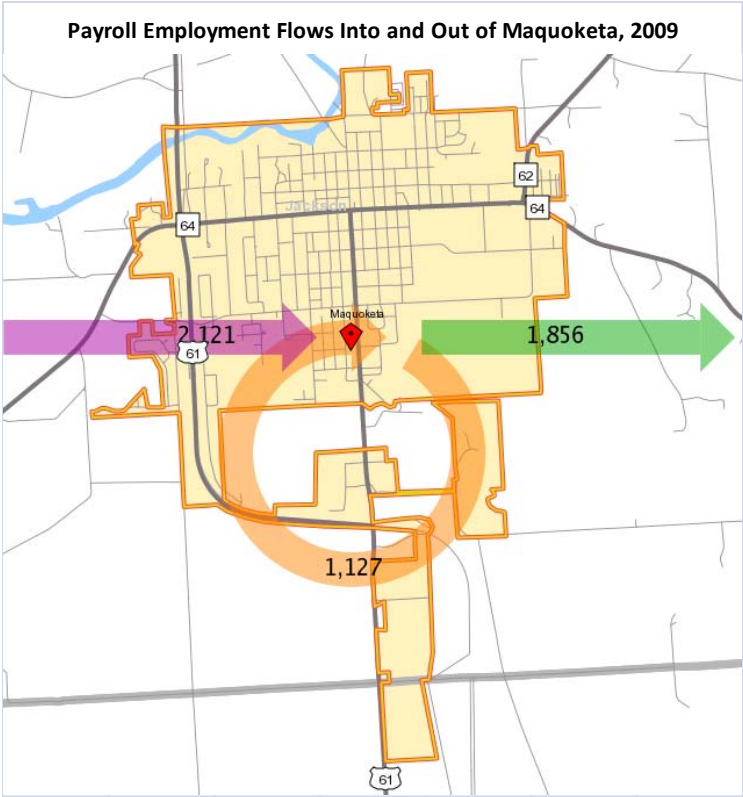 Payroll Employment Flows Into and Out of Maquoketa, 2009
62
64
Jackson
64
Maquoketa
2,121
1,856
61
1,127
61